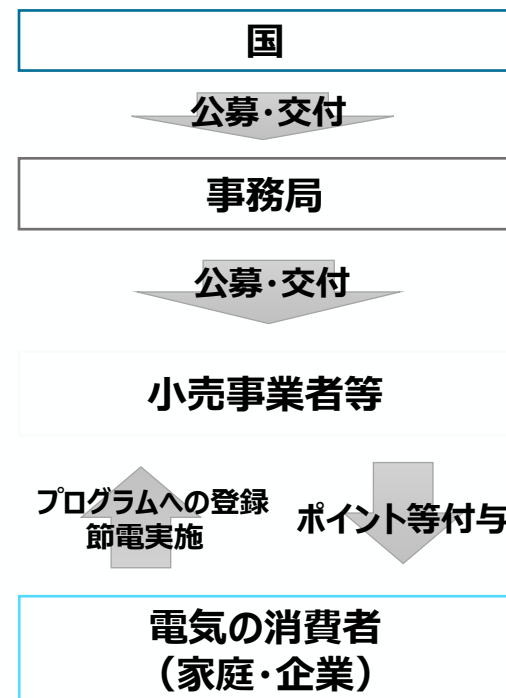 国
公募･交付
事務局
公募･交付
小売事業者等
プログラムへの登録
節電実施
ポイント等付与
電気の消費者
（家庭･企業）